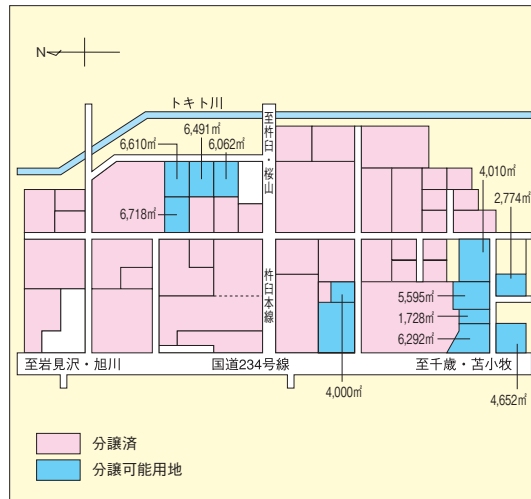 N
トキト川
至杵臼・桜山
6,491㎡
6,610㎡
6,062㎡
4,010㎡
2,774㎡
6,718㎡
杵臼本線
5,595㎡
1,728㎡
6,292㎡
至岩見沢・旭川
国道234号線
至千歳・苫小牧
4,000㎡
4,652㎡
分譲済
分譲可能用地